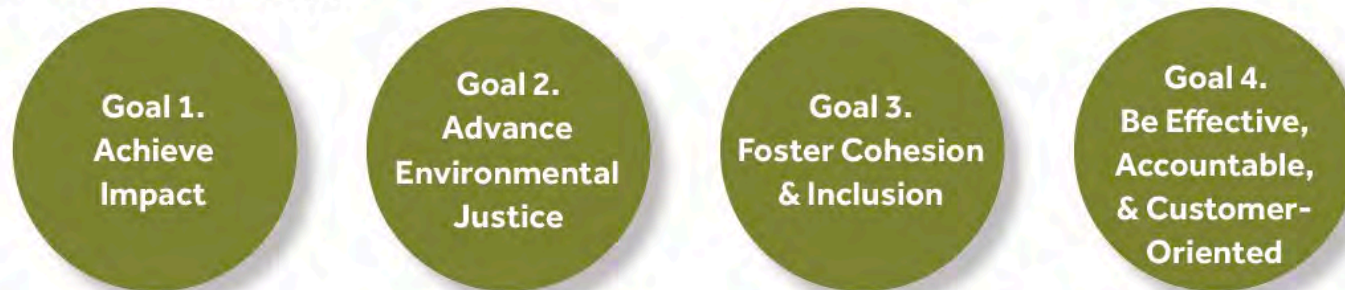 Goal 1.
Achieve
Impact
Goal 2.
Advance
Environmental
Justice
Goal 3.
Foster Cohesion
& Inclusion
Goal 4.
Be Effective,
Accountable,
& Customer-
Oriented